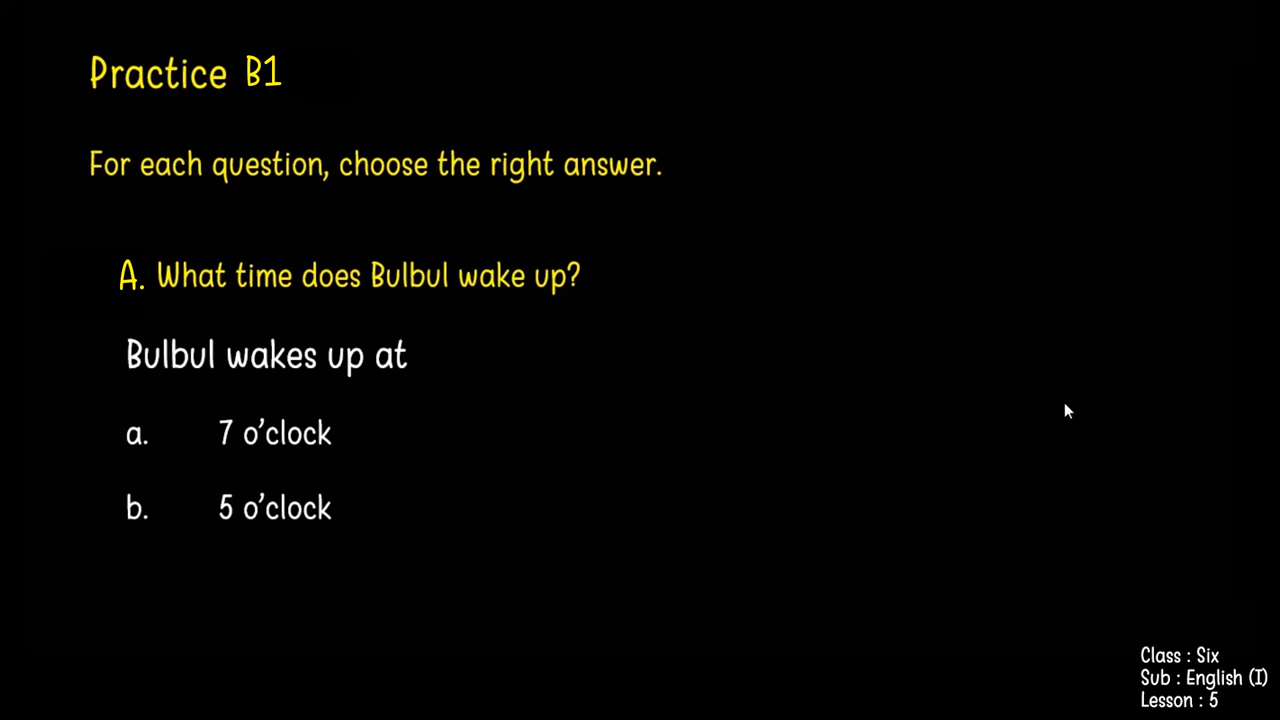 Practice B1
For each question, choose the right answer.
A. What time does Bulbul wake up?
Bulbul wakes up at
a. 7 o’clock
b. 5 o’clock
Class : Six
Sub : English (I)
Lesson : 5